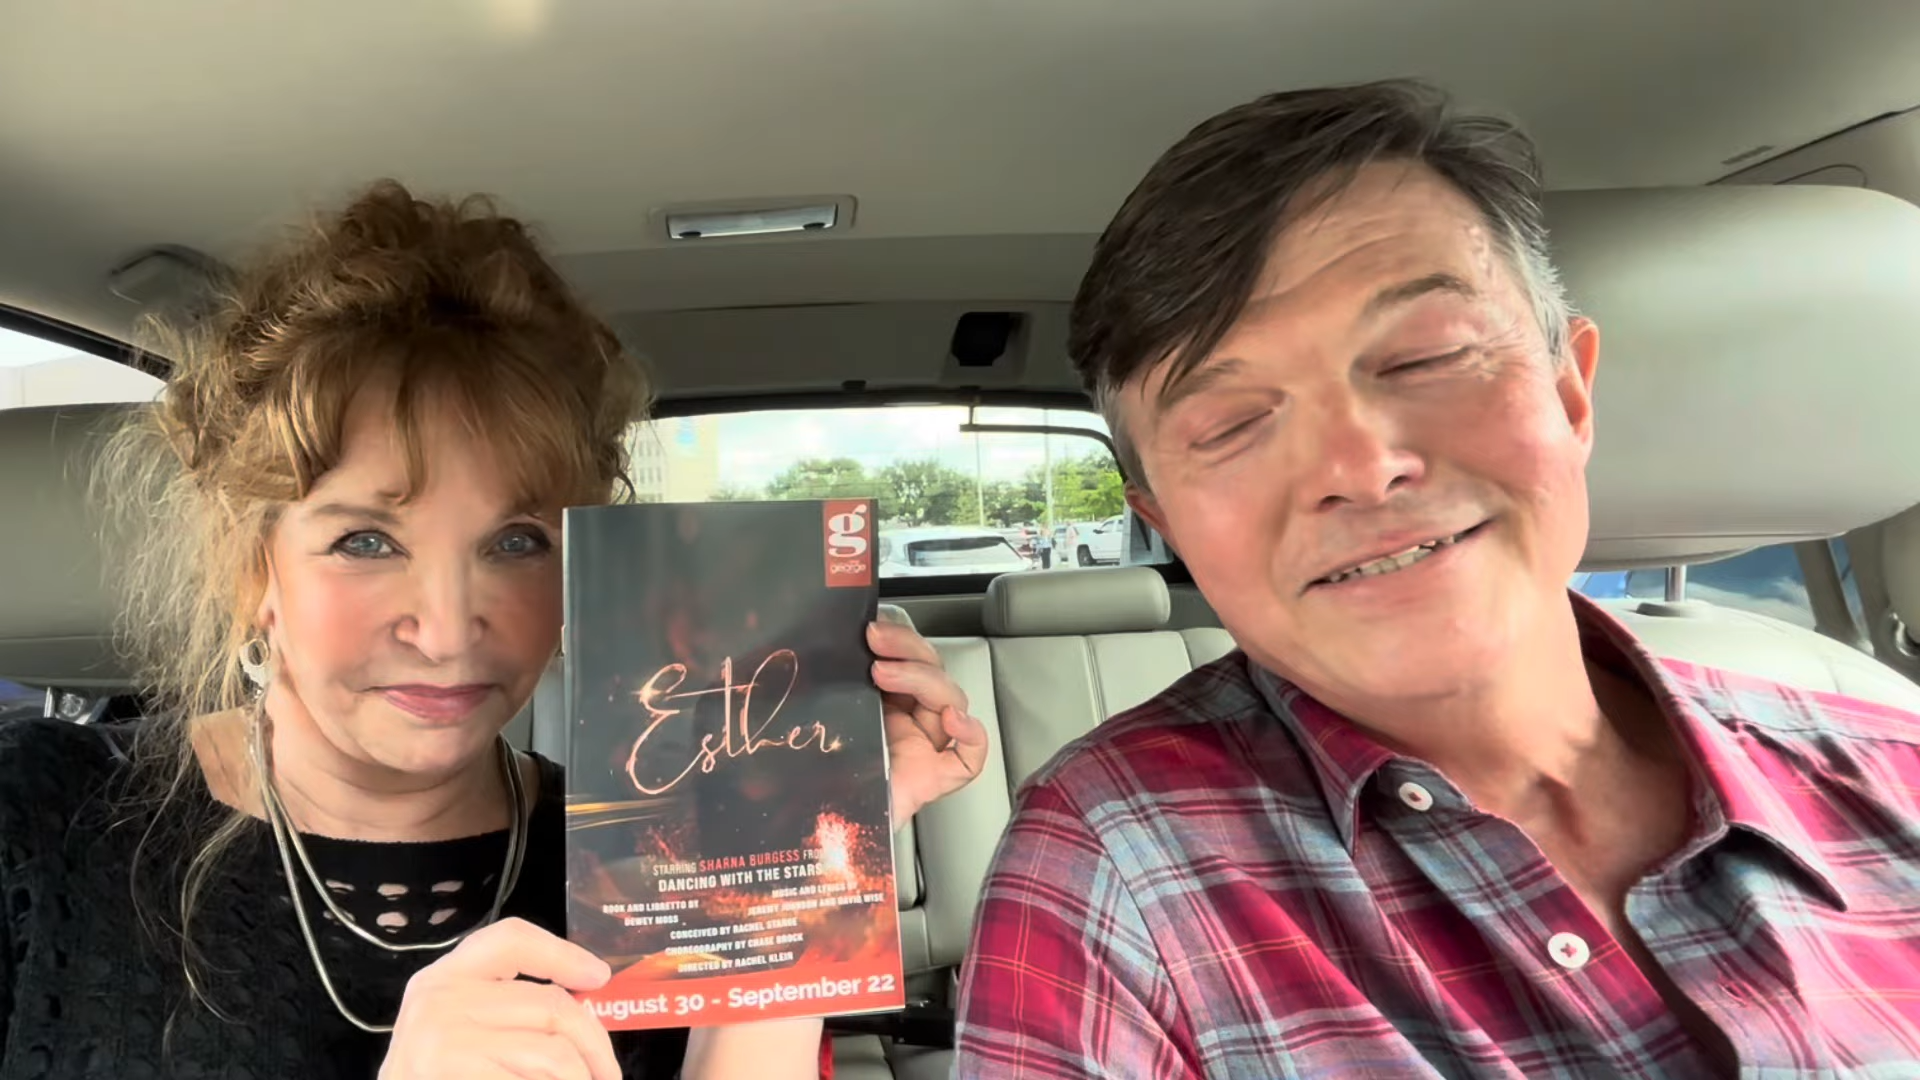 g
george
Esther
STARRING SHARNA BURGESS FROM
DANCING WITH THE STARS
MUSIC AND LYRICS BY
BOOK AND LIBRETTO BY
JEREMY JOHNSON AND DAVID WISE
DEWEY MOSS
CONCEIVED BY RACHEL STARKE
CHOREOGRAPHY BY CHASE BROCK
DIRECTED BY RACHEL KLEIN
August 30 - September 22